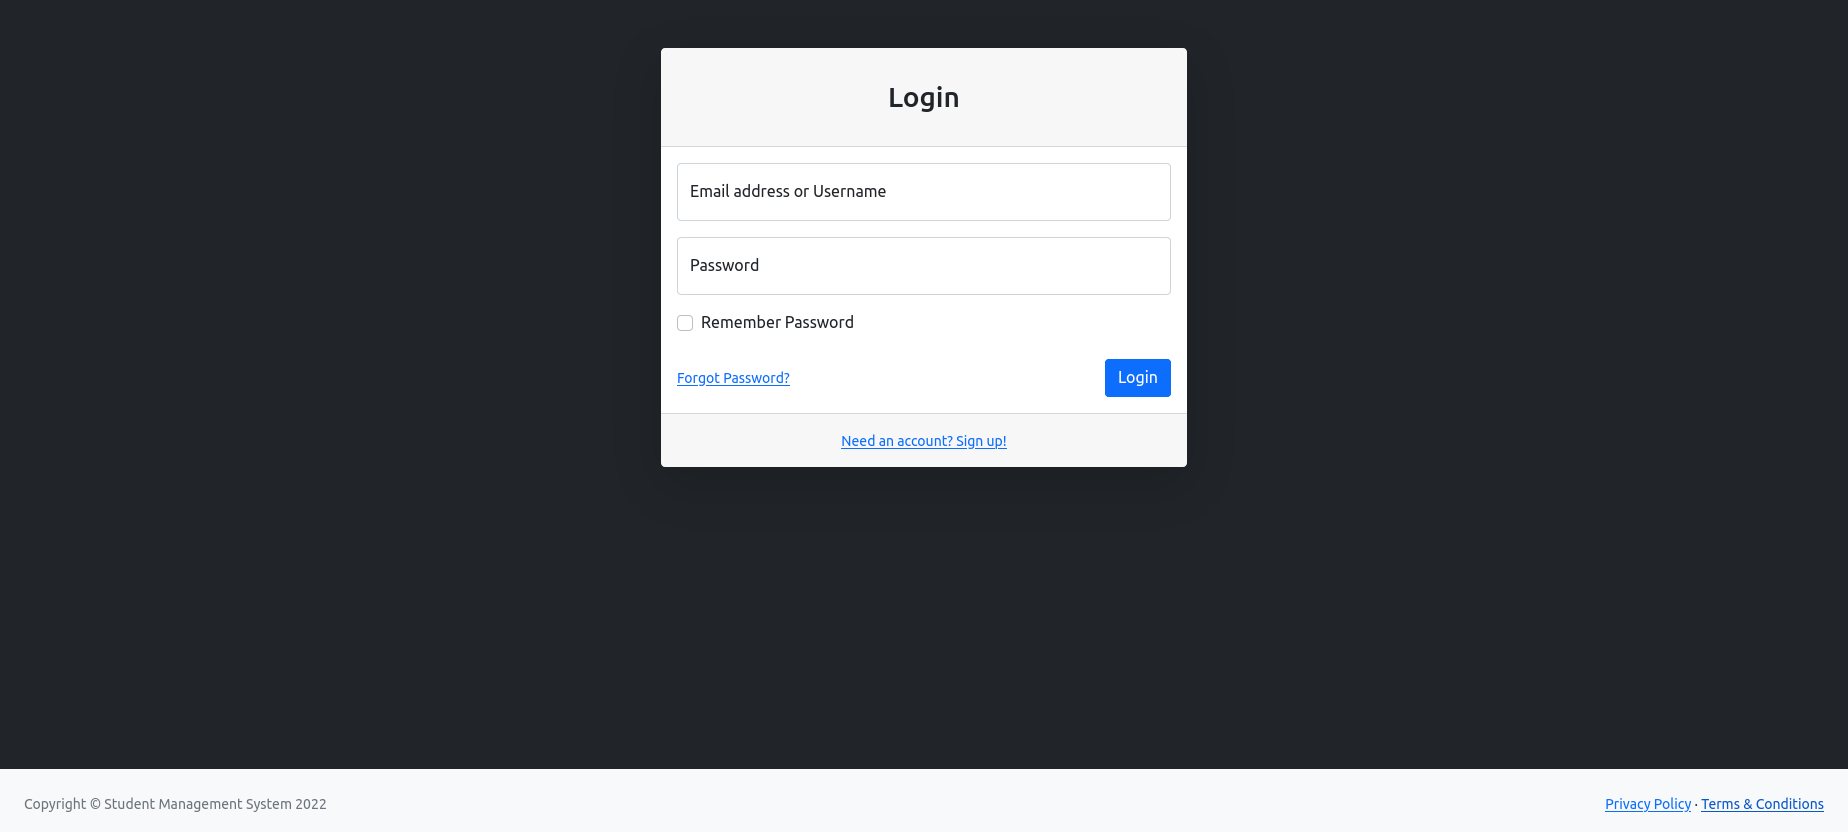 Login
Email address or Username
Password
Remember Password
Forgot Password?
Login
Need an account? Sign up!
Copyright © Student Management System 2022
Privacy Policy · Terms & Conditions